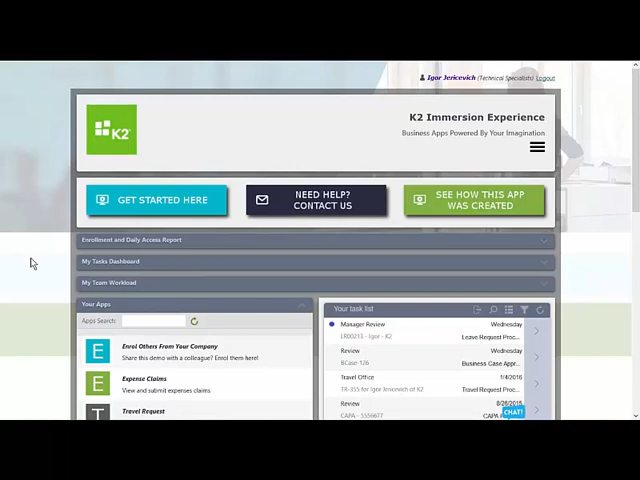 Igor Jericevich (Technical Specialists) Logout
K2
K2 Immersion Experience
Business Apps Powered By Your Imagination
GET STARTED HERE
NEED HELP?
CONTACT US
SEE HOW THIS APP
WAS CREATED
Enrollment and Daily Access Report
My Tasks Dashboard
My Team Workload
Your Apps
Apps Search:
E
Enrol Others From Your Company
Share this demo with a colleague? Enrol them here!
E
Expense Claims
View and submit expenses claims
T
Travel Request
Your task list
Manager Review Wednesday
LR00213 - Igor - K2 Leave Request Proc...
Review Wednesday
BCase-126 Business Case Appr...
Travel Office 1/4/2016
TR-355 for Igor Jericevich of K2 Travel Request Proc...
Review 8/26/2015
CAPA - 5559677 CAPA
CHAT!